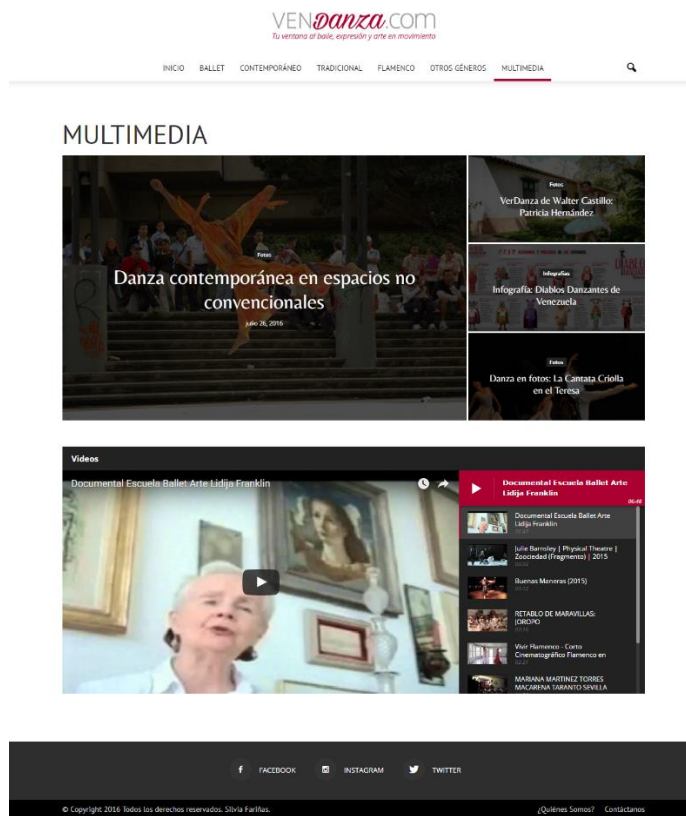 VENDanza.COM
Tu ventana al baile, expresión y arte en movimiento
INICIO BALLET CONTEMPORÁNEO TRADICIONAL FLAMENCO OTROS GÉNEROS MULTIMEDIA
MULTIMEDIA
Fotos
Danza contemporánea en espacios no
convencionales
julio 26, 2016
Fotos
VerDanza de Walter Castillo:
Patricia Hernández
Infografías
Infografía: Diablos Danzantes de
Venezuela
Fotos
Danza en fotos: La Cantata Criolla
en el Teresa
Videos
Documental Escuela Ballet Arte Lidija Franklin
Documental Escuela Ballet Arte
Lidija Franklin
06:48
Documental Escuela Ballet Arte
Lidija Franklin
Julie Barnsley | Physical Theatre |
Zoociedad (Fragmento) | 2015
Buenas Maneras (2015)
RETABLO DE MARAVILLAS:
JOROPO
Vivir Flamenco - Corto
Cinematográfico Flamenco en
02:27
MARIANA MARTINEZ TORRES
MACARENA TARANTO SEVILLA
FACEBOOK INSTAGRAM TWITTER
© Copyright 2016 Todos los derechos reservados. Silvia Fariñas.
¿Quiénes Somos? Contáctanos